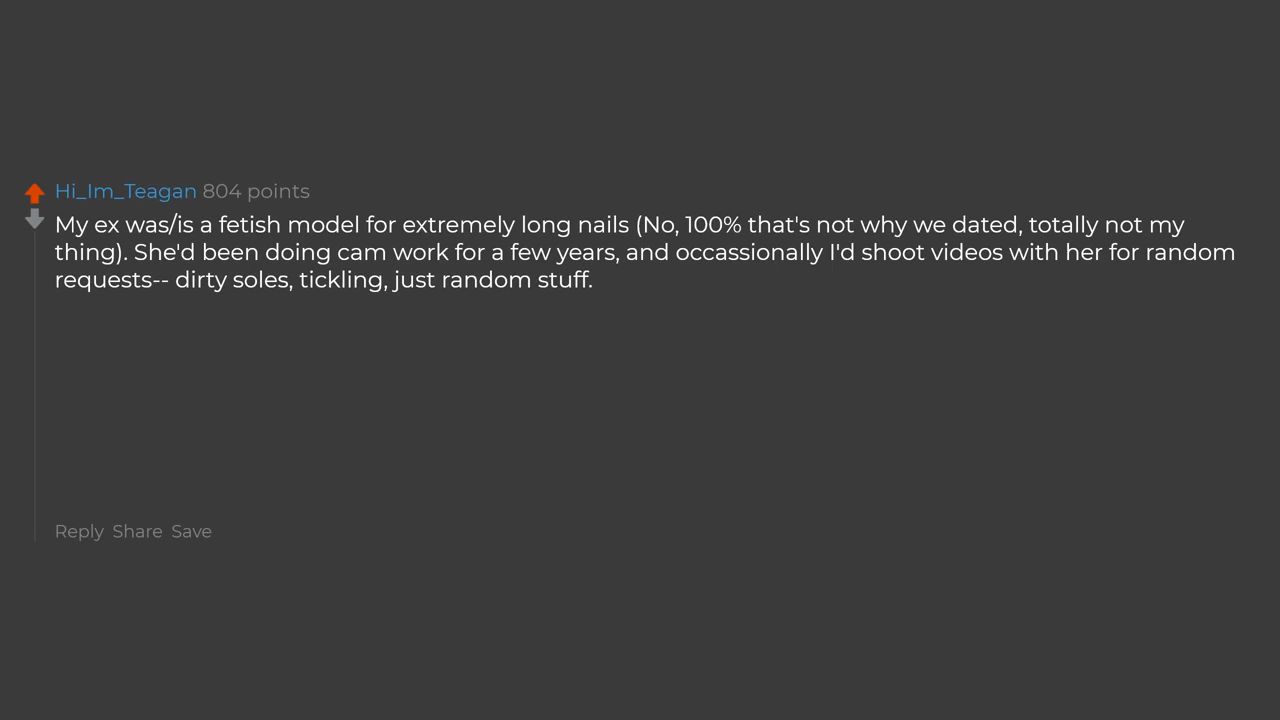 Hi_Im_Teagan 804 points
My ex was/is a fetish model for extremely long nails (No, 100% that's not why we dated, totally not my
thing). She'd been doing cam work for a few years, and occassionally I'd shoot videos with her for random
requests-- dirty soles, tickling, just random stuff.
Reply Share Save